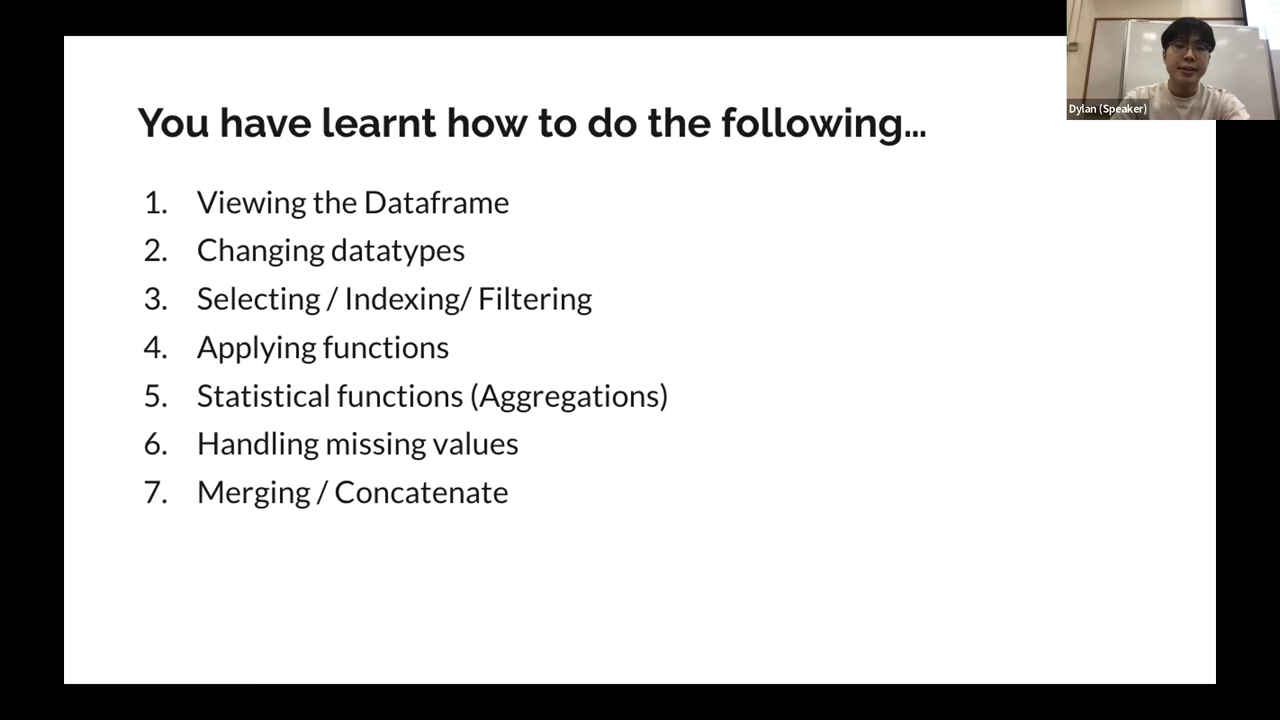 You have learnt how to do the following…
1. Viewing the Dataframe
2. Changing datatypes
3. Selecting / Indexing/ Filtering
4. Applying functions
5. Statistical functions (Aggregations)
6. Handling missing values
7. Merging / Concatenate
Dylan (Speaker)